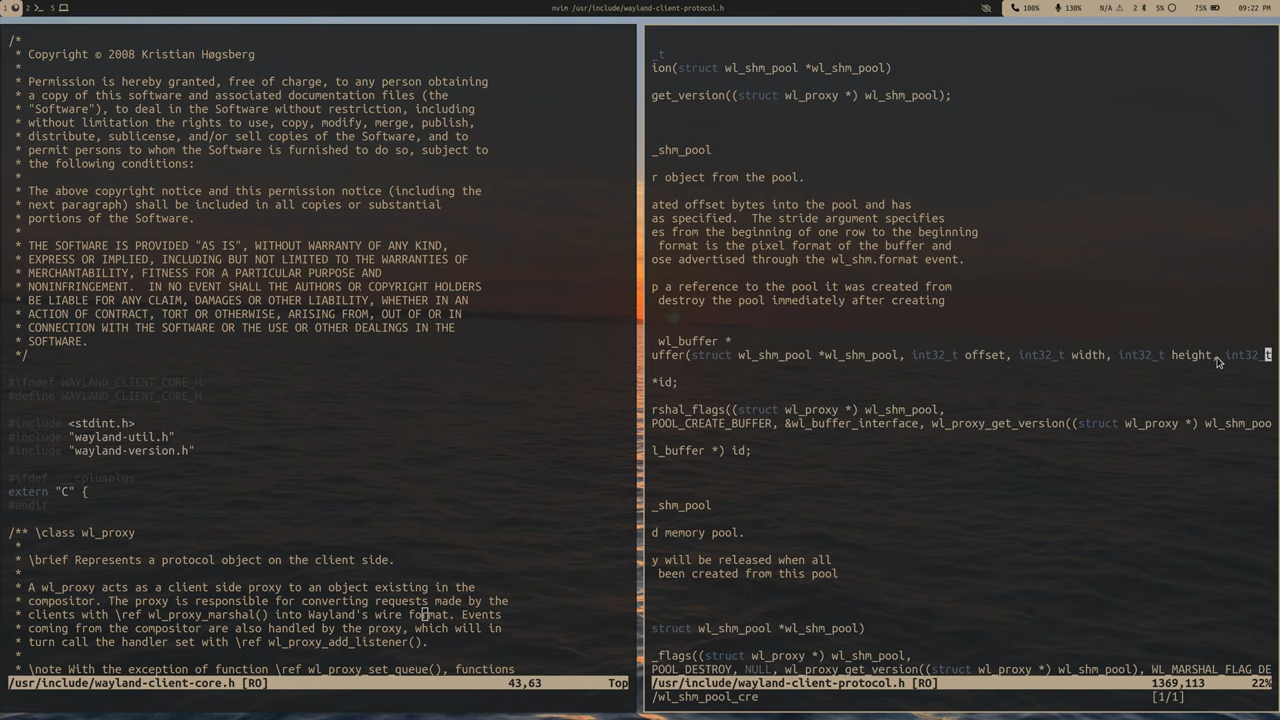 1 2 5 nvim /usr/include/wayland-client-protocol.h 100% 130% N/A ⚠ 2 5% 75% 09:22 PM
/*
 * Copyright © 2008 Kristian Høgsberg
 *
 * Permission is hereby granted, free of charge, to any person obtaining
 * a copy of this software and associated documentation files (the
 * "Software"), to deal in the Software without restriction, including
 * without limitation the rights to use, copy, modify, merge, publish,
 * distribute, sublicense, and/or sell copies of the Software, and to
 * permit persons to whom the Software is furnished to do so, subject to
 * the following conditions:
 *
 * The above copyright notice and this permission notice (including the
 * next paragraph) shall be included in all copies or substantial
 * portions of the Software.
 *
 * THE SOFTWARE IS PROVIDED "AS IS", WITHOUT WARRANTY OF ANY KIND,
 * EXPRESS OR IMPLIED, INCLUDING BUT NOT LIMITED TO THE WARRANTIES OF
 * MERCHANTABILITY, FITNESS FOR A PARTICULAR PURPOSE AND
 * NONINFRINGEMENT.  IN NO EVENT SHALL THE AUTHORS OR COPYRIGHT HOLDERS
 * BE LIABLE FOR ANY CLAIM, DAMAGES OR OTHER LIABILITY, WHETHER IN AN
 * ACTION OF CONTRACT, TORT OR OTHERWISE, ARISING FROM, OUT OF OR IN
 * CONNECTION WITH THE SOFTWARE OR THE USE OR OTHER DEALINGS IN THE
 * SOFTWARE.
 */
#ifndef WAYLAND_CLIENT_CORE_H
#define WAYLAND_CLIENT_CORE_H
#include <stdint.h>
#include "wayland-util.h"
#include "wayland-version.h"
#ifdef  __cplusplus
extern "C" {
#endif
/** \class wl_proxy
 *
 * \brief Represents a protocol object on the client side.
 *
 * A wl_proxy acts as a client side proxy to an object existing in the
 * compositor. The proxy is responsible for converting requests made by the
 * clients with \ref wl_proxy_marshal() into Wayland's wire format. Events
 * coming from the compositor are also handled by the proxy, which will in
 * turn call the handler set with \ref wl_proxy_add_listener().
 *
 * \note With the exception of function \ref wl_proxy_set_queue(), functions
/usr/include/wayland-client-core.h [RO] 43,63 Top
_t
ion(struct wl_shm_pool *wl_shm_pool)
get_version((struct wl_proxy *) wl_shm_pool);
_shm_pool
r object from the pool.
ated offset bytes into the pool and has
as specified.  The stride argument specifies
es from the beginning of one row to the beginning
 format is the pixel format of the buffer and
ose advertised through the wl_shm.format event.
p a reference to the pool it was created from
 destroy the pool immediately after creating
 wl_buffer *
uffer(struct wl_shm_pool *wl_shm_pool, int32_t offset, int32_t width, int32_t height, int32_t
*id;
rshal_flags((struct wl_proxy *) wl_shm_pool,
POOL_CREATE_BUFFER, &wl_buffer_interface, wl_proxy_get_version((struct wl_proxy *) wl_shm_poo
l_buffer *) id;
_shm_pool
d memory pool.
y will be released when all
 been created from this pool
struct wl_shm_pool *wl_shm_pool)
_flags((struct wl_proxy *) wl_shm_pool,
POOL_DESTROY, NULL, wl_proxy_get_version((struct wl_proxy *) wl_shm_pool), WL_MARSHAL_FLAG_DE
/usr/include/wayland-client-protocol.h [RO] 1369,113 22%
/wl_shm_pool_cre [1/1]